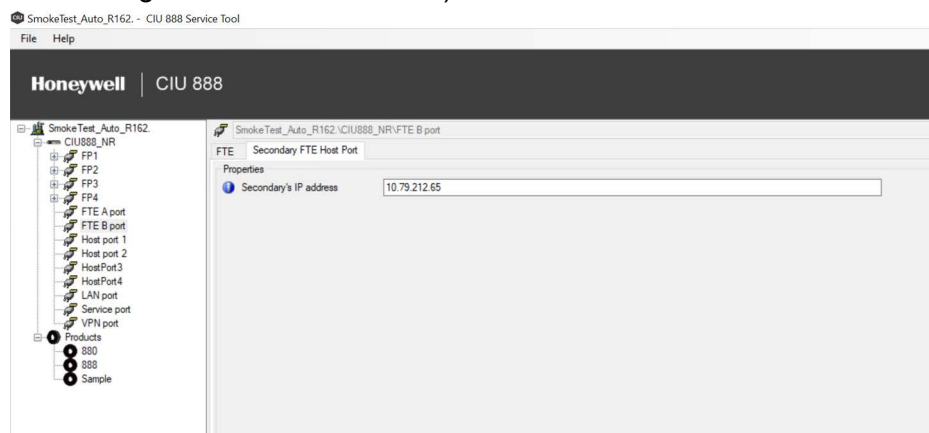 SmokeTest_Auto_R162. - CIU 888 Service Tool
File Help
Honeywell | CIU 888
SmokeTest_Auto_R162.
CIU888_NR
FP1
FP2
FP3
FP4
FTE A port
FTE B port
Host port 1
Host port 2
HostPort3
HostPort4
LAN port
Service port
VPN port
Products
880
888
Sample
SmokeTest_Auto_R162.\CIU888_NR\FTE B port
FTE Secondary FTE Host Port
Properties
Secondary's IP address 10.79.212.65